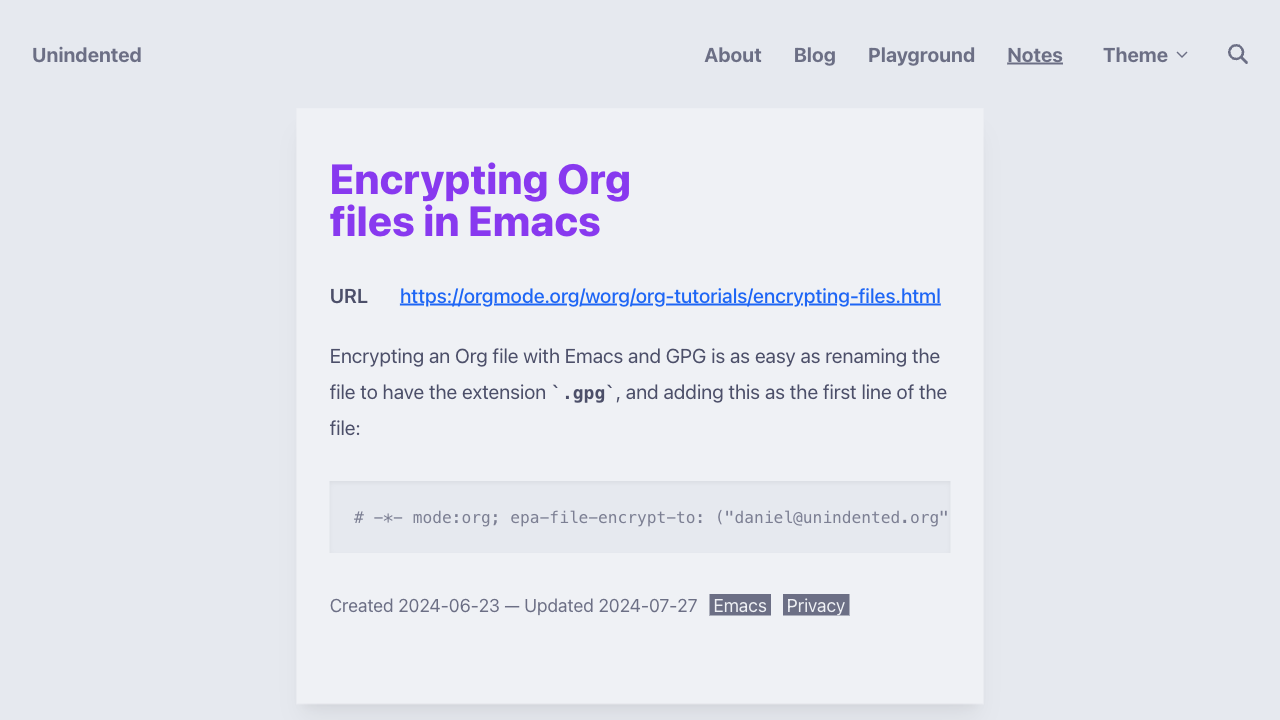 Unindented
About Blog Playground Notes Theme
Encrypting Org
files in Emacs
URL https://orgmode.org/worg/org-tutorials/encrypting-files.html
Encrypting an Org file with Emacs and GPG is as easy as renaming the
file to have the extension `.gpg`, and adding this as the first line of the
file:
# -*- mode:org; epa-file-encrypt-to: ("daniel@unindented.org"
Created 2024-06-23 — Updated 2024-07-27 Emacs Privacy